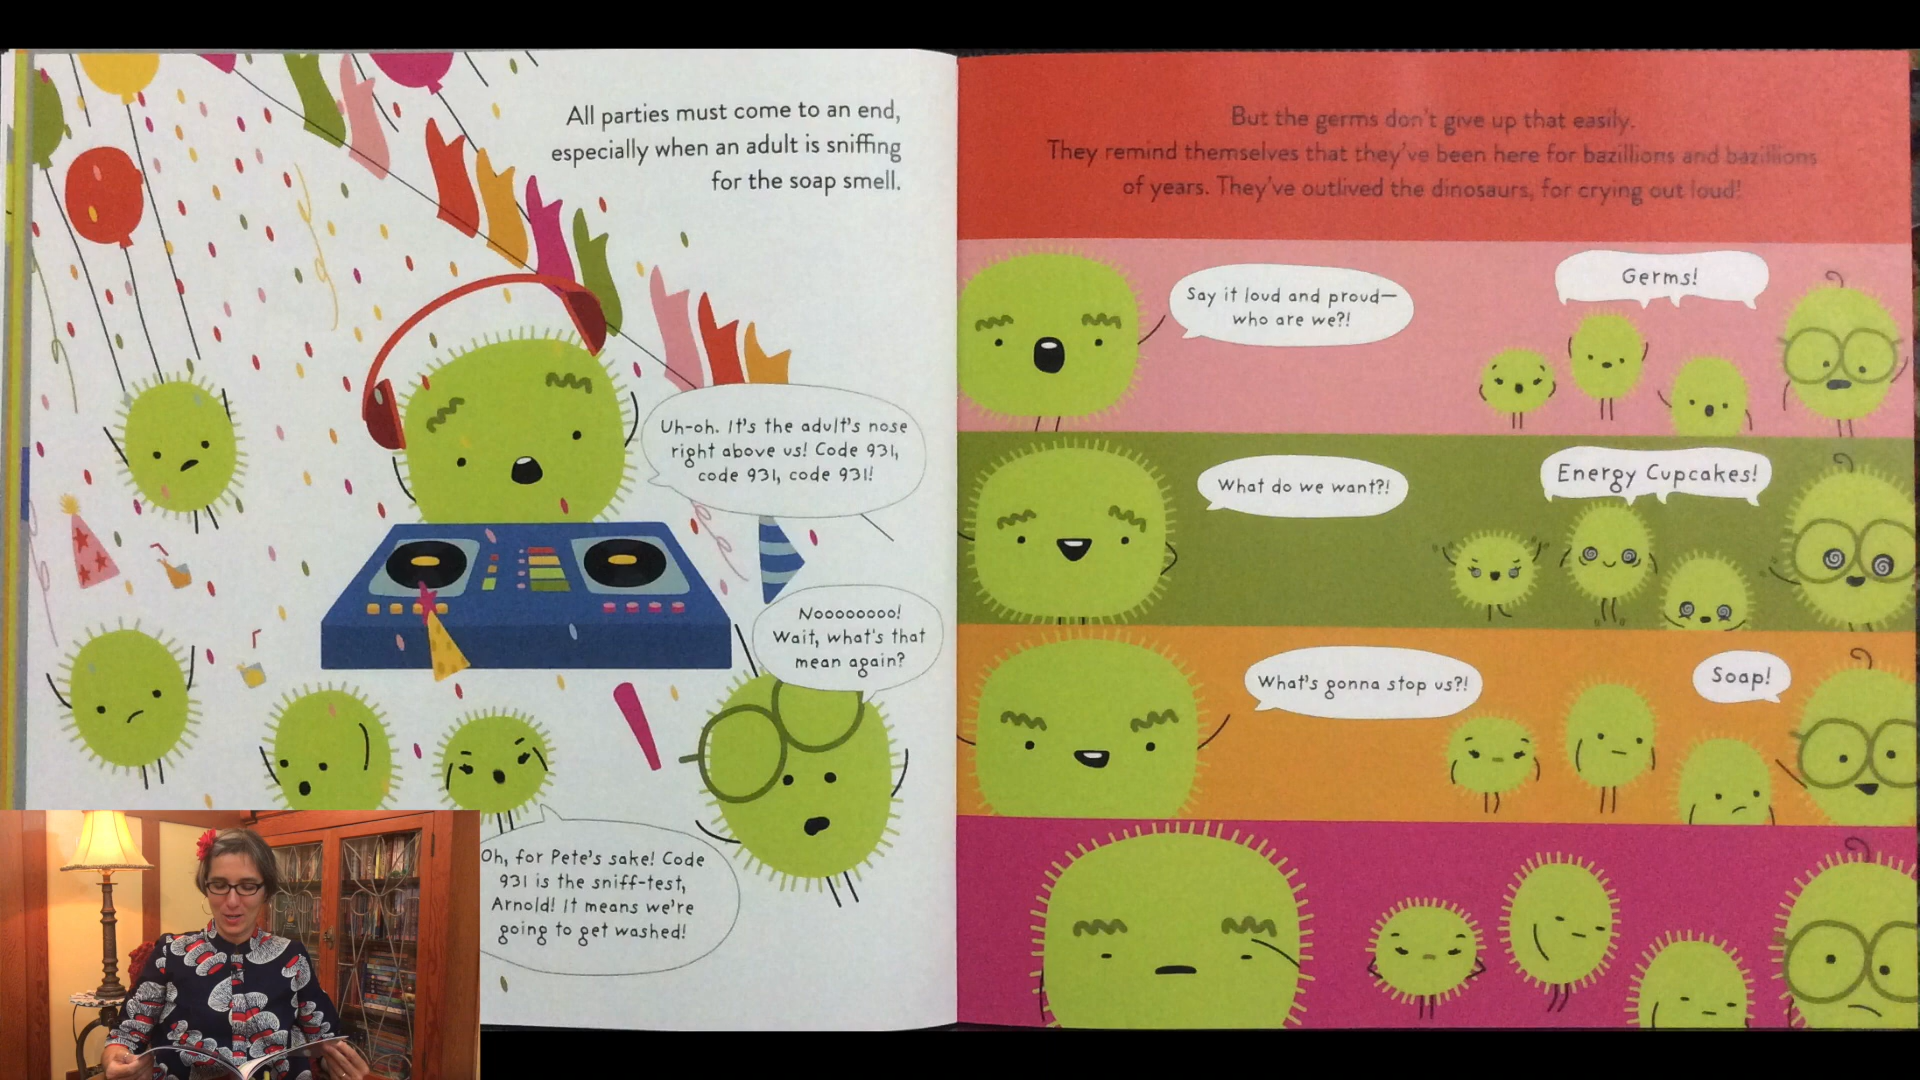 All parties must come to an end,
especially when an adult is sniffing
for the soap smell.
Uh-oh. It's the adult's nose
right above us! Code 931,
code 931, code 931!
Noooooooo!
Wait, what's that
mean again?
Oh, for Pete's sake! Code
931 is the sniff-test,
Arnold! It means we're
going to get washed!
But the germs don't give up that easily.
They remind themselves that they've been here for bazillions and bazillions
of years. They've outlived the dinosaurs, for crying out loud!
Say it loud and proud—
who are we?!
Germs!
What do we want?!
Energy Cupcakes!
What's gonna stop us?!
Soap!